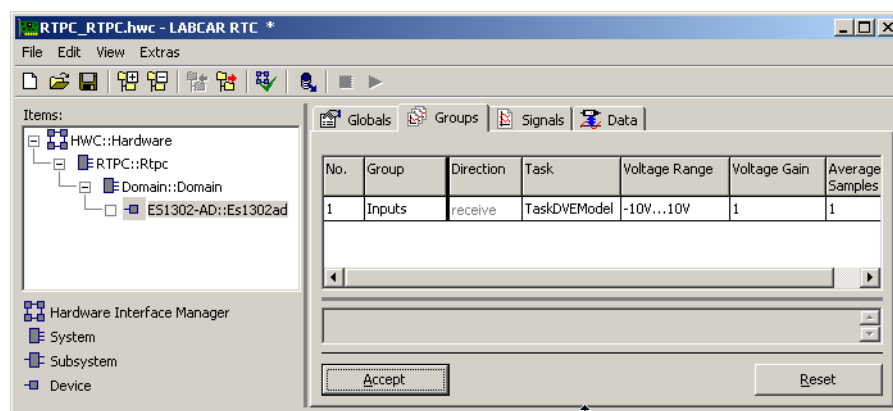 RTPC_RTPC.hwc - LABCAR RTC *
File Edit View Extras
Items:
HWC::Hardware
RTPC::Rtpc
Domain::Domain
ES1302-AD::Es1302ad
Hardware Interface Manager
System
Subsystem
Device
Globals Groups Signals Data
No. Group Direction Task Voltage Range Voltage Gain Average
Samples
1 Inputs receive TaskDVEModel -10V...10V 1 1
Accept Reset